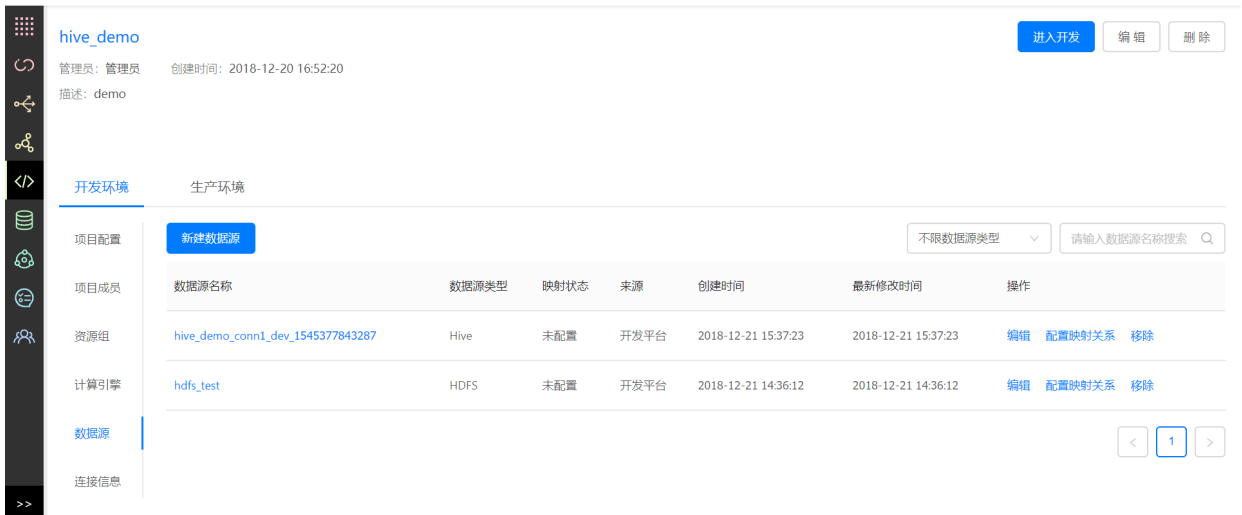 hive_demo
进入开发 编 辑 删 除
管理员：管理员 创建时间：2018-12-20 16:52:20
描述：demo
开发环境 生产环境
项目配置 新建数据源 不限数据源类型 请输入数据源名称搜索
项目成员 数据源名称 数据源类型 映射状态 来源 创建时间 最新修改时间 操作
资源组 hive_demo_conn1_dev_1545377843287 Hive 未配置 开发平台 2018-12-21 15:37:23 2018-12-21 15:37:23 编辑 配置映射关系 移除
计算引擎 hdfs_test HDFS 未配置 开发平台 2018-12-21 14:36:12 2018-12-21 14:36:12 编辑 配置映射关系 移除
数据源 < 1 >
连接信息
>>